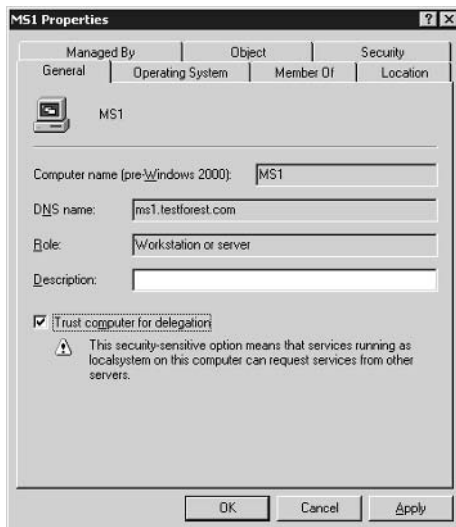 MS1 Properties
Managed By Object Security
General Operating System Member Of Location
MS1
Computer name (pre-Windows 2000): MS1
DNS name: ms1.testforest.com
Role: Workstation or server
Description:
Trust computer for delegation
This security-sensitive option means that services running as
localsystem on this computer can request services from other
servers.
OK Cancel Apply